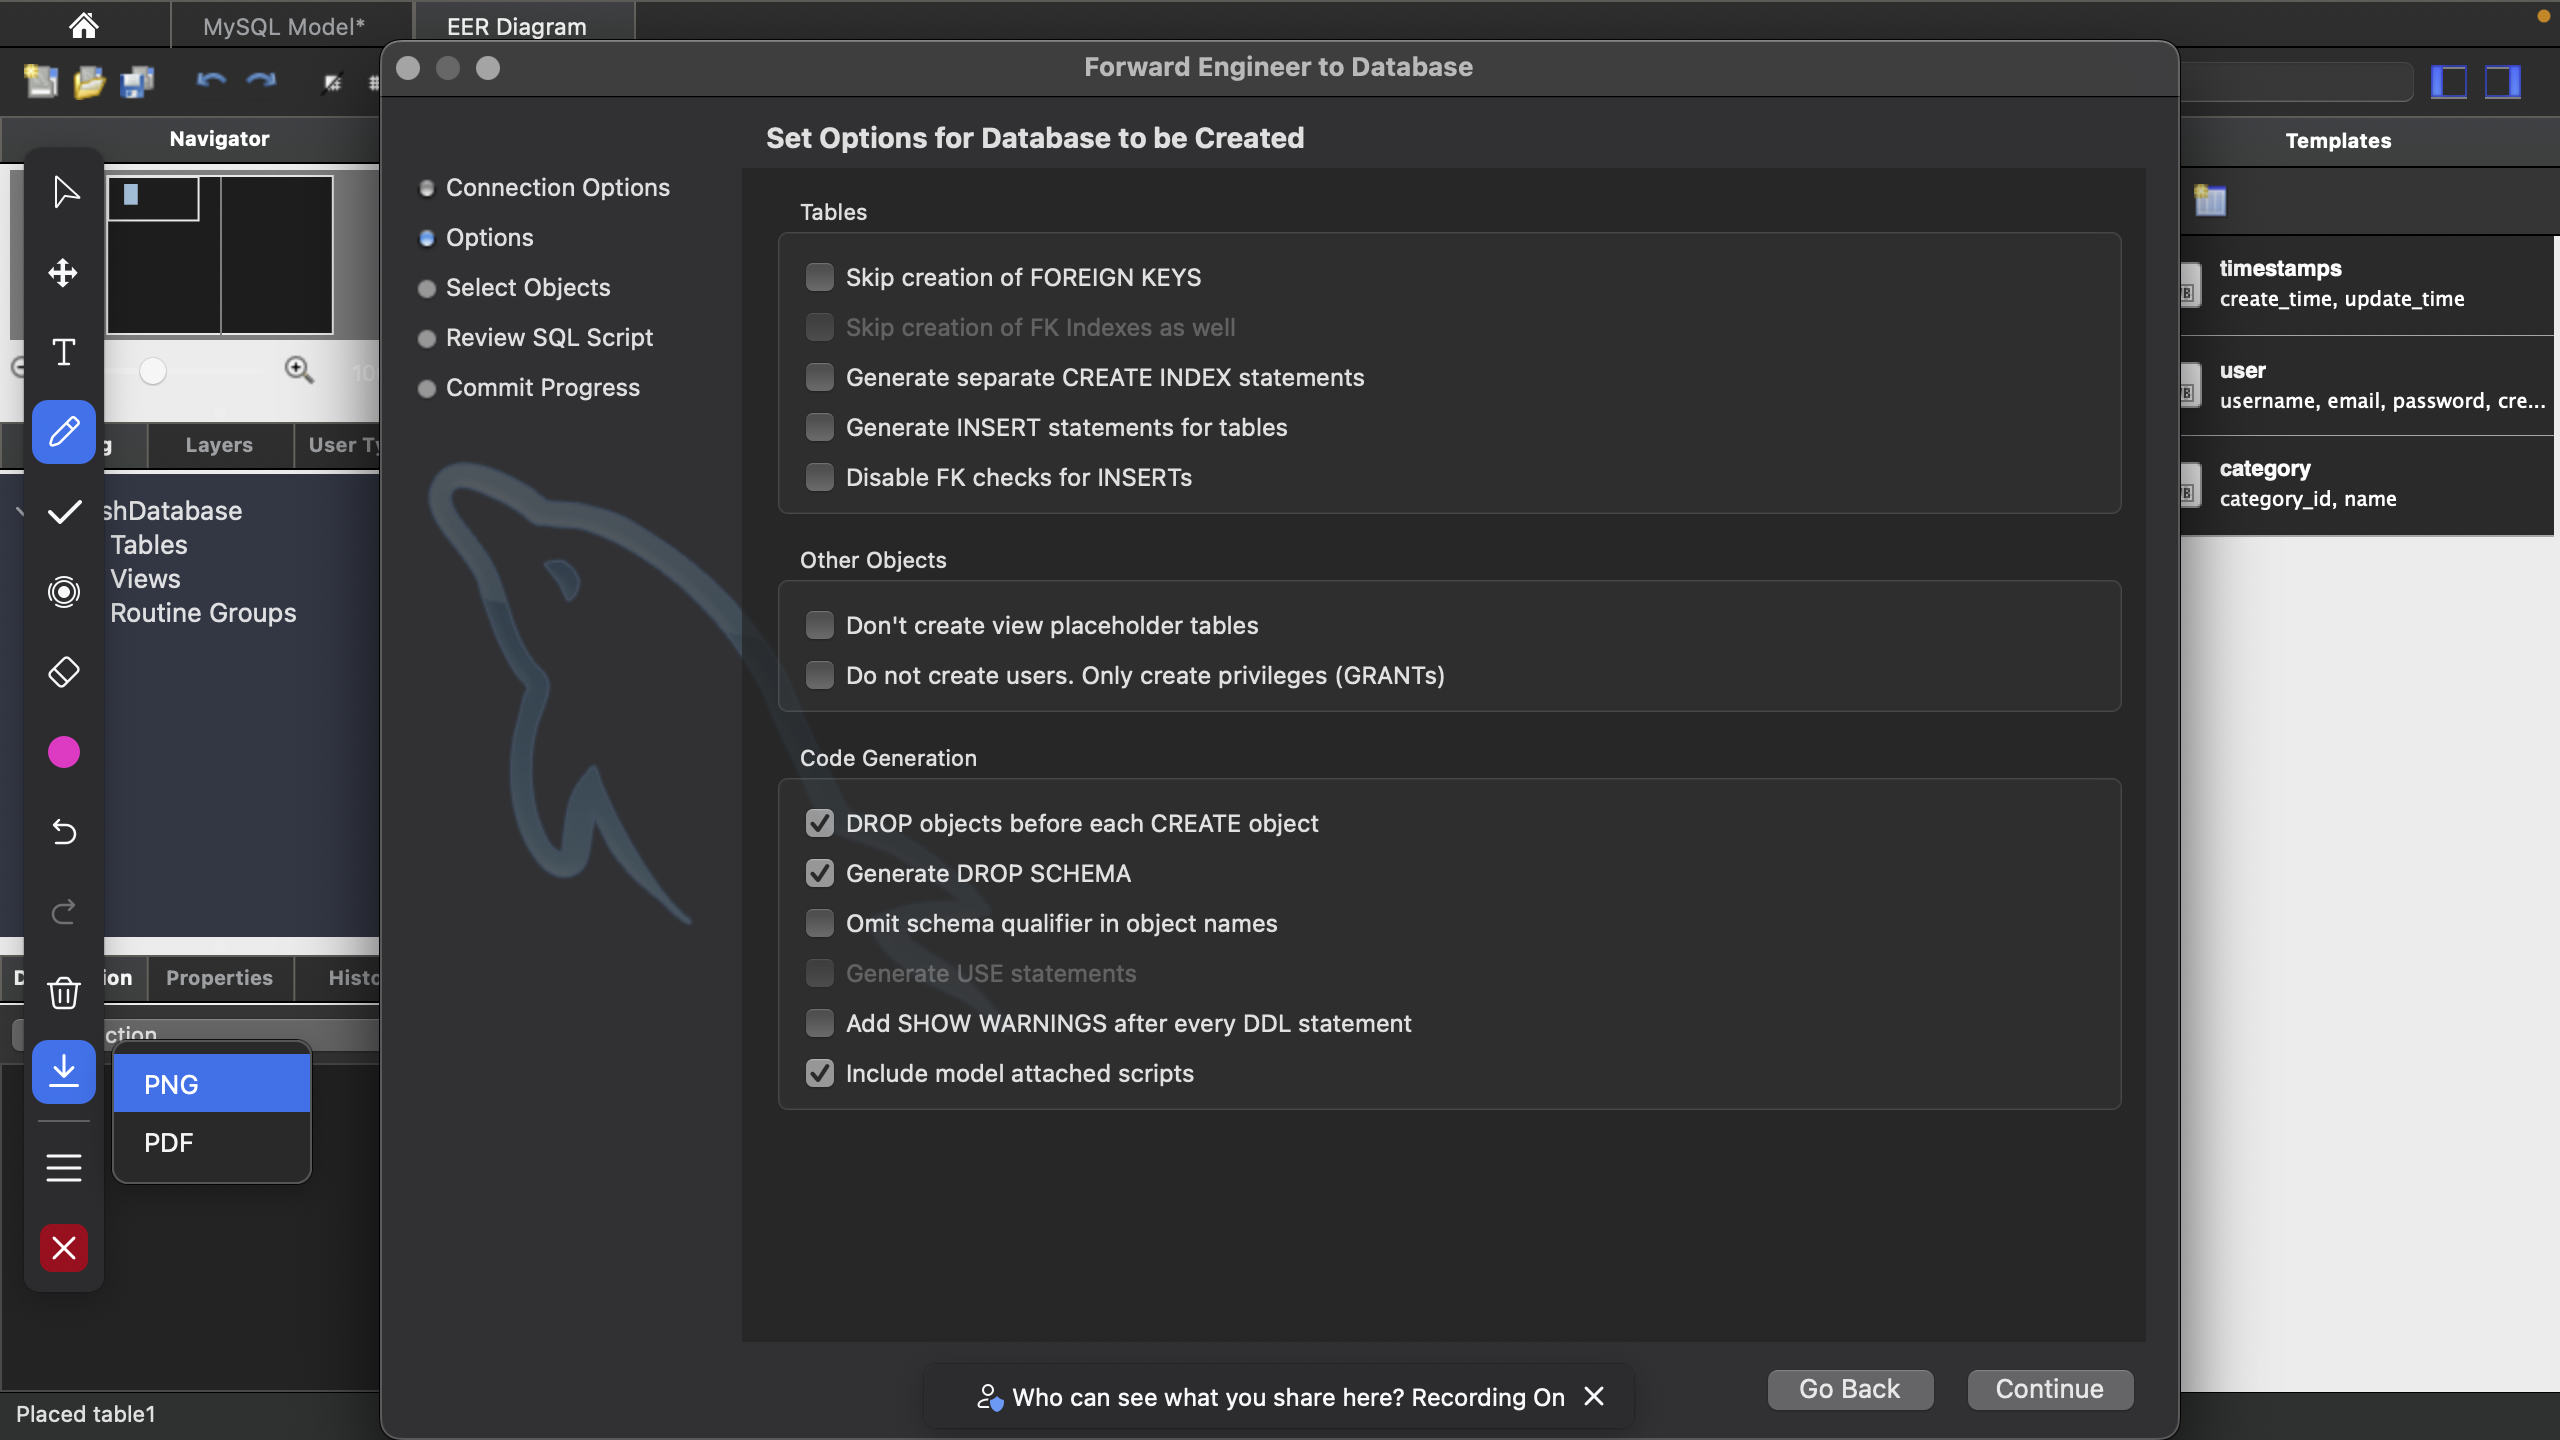 MySQL Model*
EER Diagram
Forward Engineer to Database
Navigator
Templates
Set Options for Database to be Created
Connection Options
Options
Select Objects
Review SQL Script
Commit Progress
Tables
Skip creation of FOREIGN KEYS
Skip creation of FK Indexes as well
Generate separate CREATE INDEX statements
Generate INSERT statements for tables
Disable FK checks for INSERTs
Other Objects
Don't create view placeholder tables
Do not create users. Only create privileges (GRANTs)
Code Generation
DROP objects before each CREATE object
Generate DROP SCHEMA
Omit schema qualifier in object names
Generate USE statements
Add SHOW WARNINGS after every DDL statement
Include model attached scripts
timestamps
create_time, update_time
user
username, email, password, cre...
category
category_id, name
Layers
User Ty
shDatabase
Tables
Views
Routine Groups
Properties
Histo
ction
PNG
PDF
Who can see what you share here? Recording On
Go Back
Continue
Placed table1